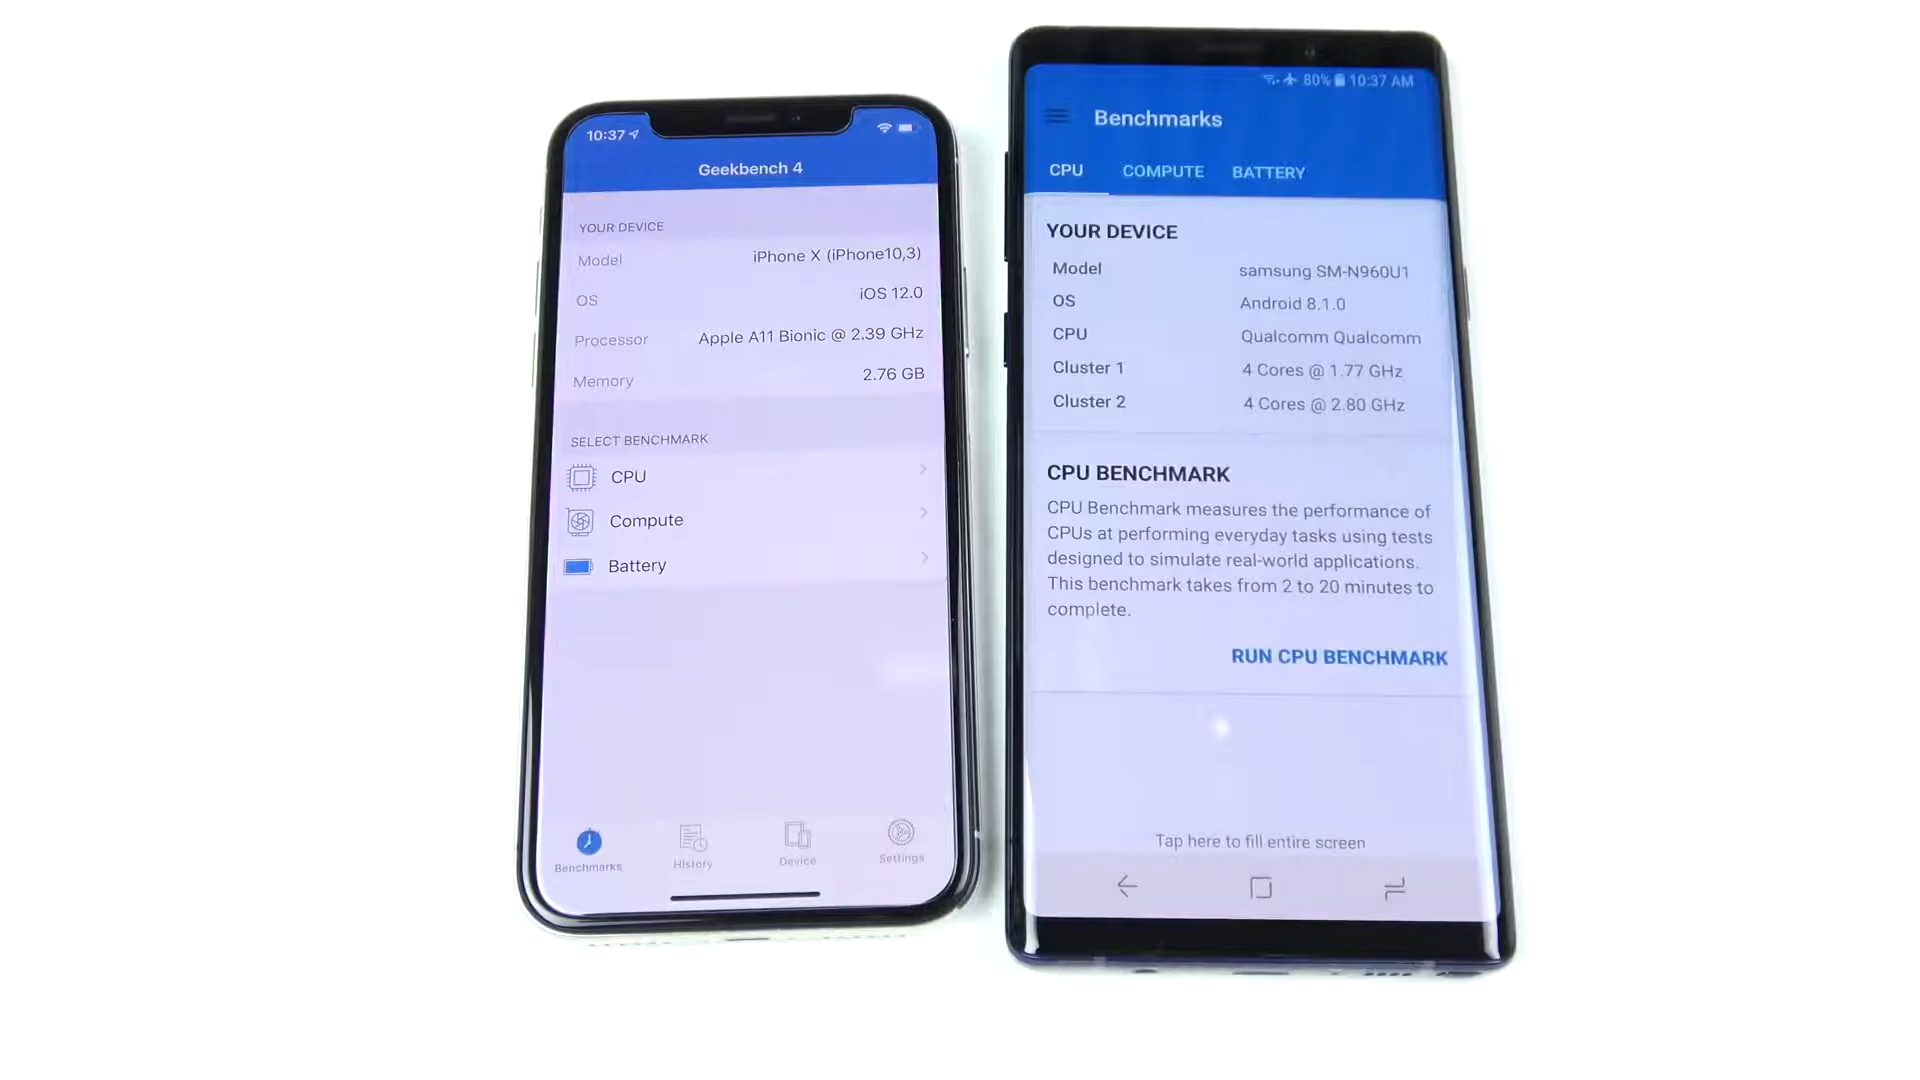 10:37
Geekbench 4
YOUR DEVICE
Model iPhone X (iPhone10,3)
OS iOS 12.0
Processor Apple A11 Bionic @ 2.39 GHz
Memory 2.76 GB
SELECT BENCHMARK
CPU
Compute
Battery
Benchmarks History Device Settings
80% 10:37 AM
Benchmarks
CPU COMPUTE BATTERY
YOUR DEVICE
Model samsung SM-N960U1
OS Android 8.1.0
CPU Qualcomm Qualcomm
Cluster 1 4 Cores @ 1.77 GHz
Cluster 2 4 Cores @ 2.80 GHz
CPU BENCHMARK
CPU Benchmark measures the performance of
CPUs at performing everyday tasks using tests
designed to simulate real-world applications.
This benchmark takes from 2 to 20 minutes to
complete.
RUN CPU BENCHMARK
Tap here to fill entire screen